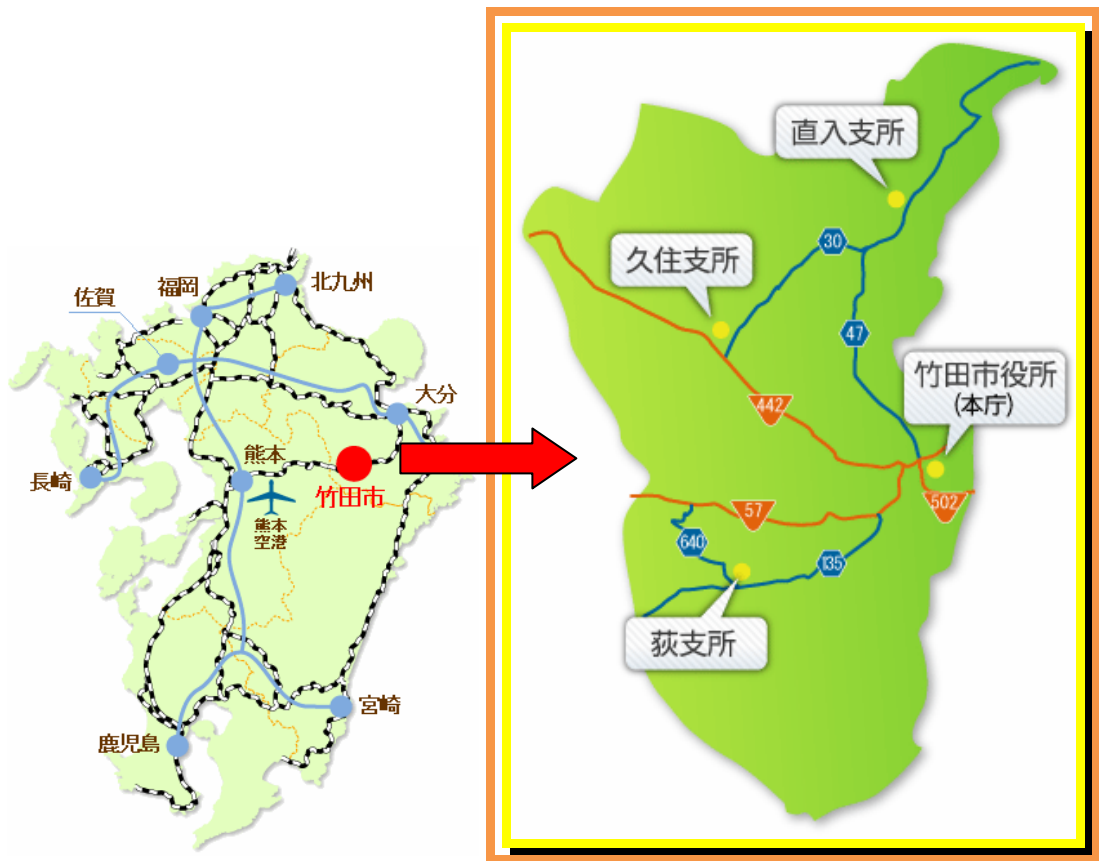 北九州
福岡
佐賀
大分
熊本
長崎
竹田市
熊本
空港
宮崎
鹿児島
直入支所
久住支所
30
47
竹田市役所
(本庁)
442
502
57
640
135
荻支所